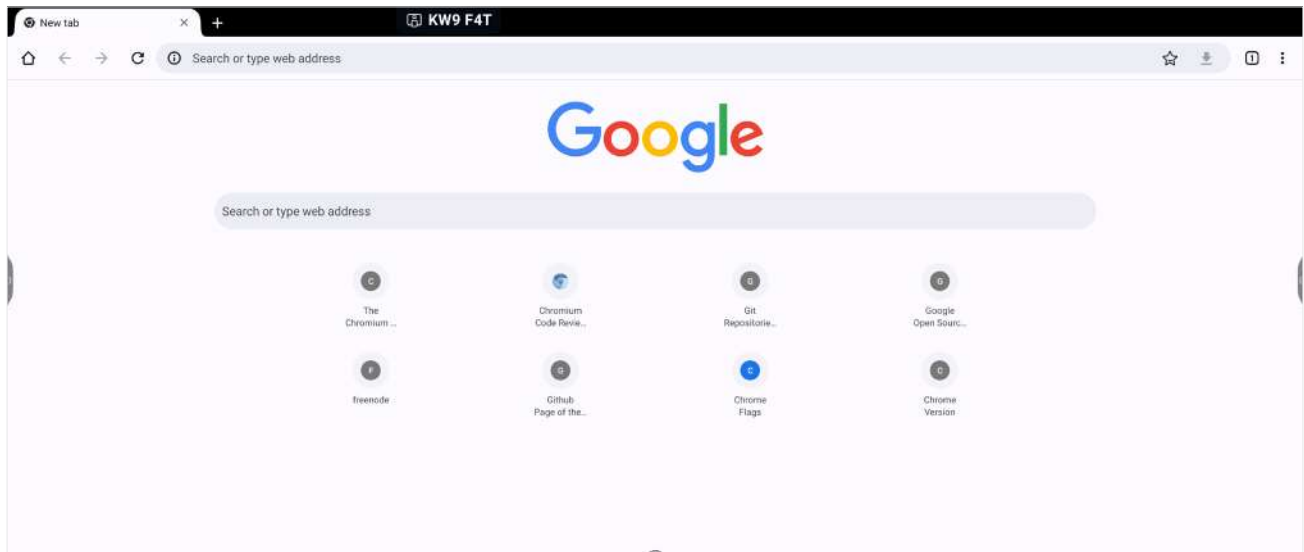 New tab
KW9 F4T
1
Search or type web address
Google
Search or type web address
C
The
Chromium ...
Chromium
Code Revie...
G
Git
Repositorie...
G
Google
Open Sourc...
F
freenode
G
Github
Page of the...
C
Chrome
Flags
C
Chrome
Version